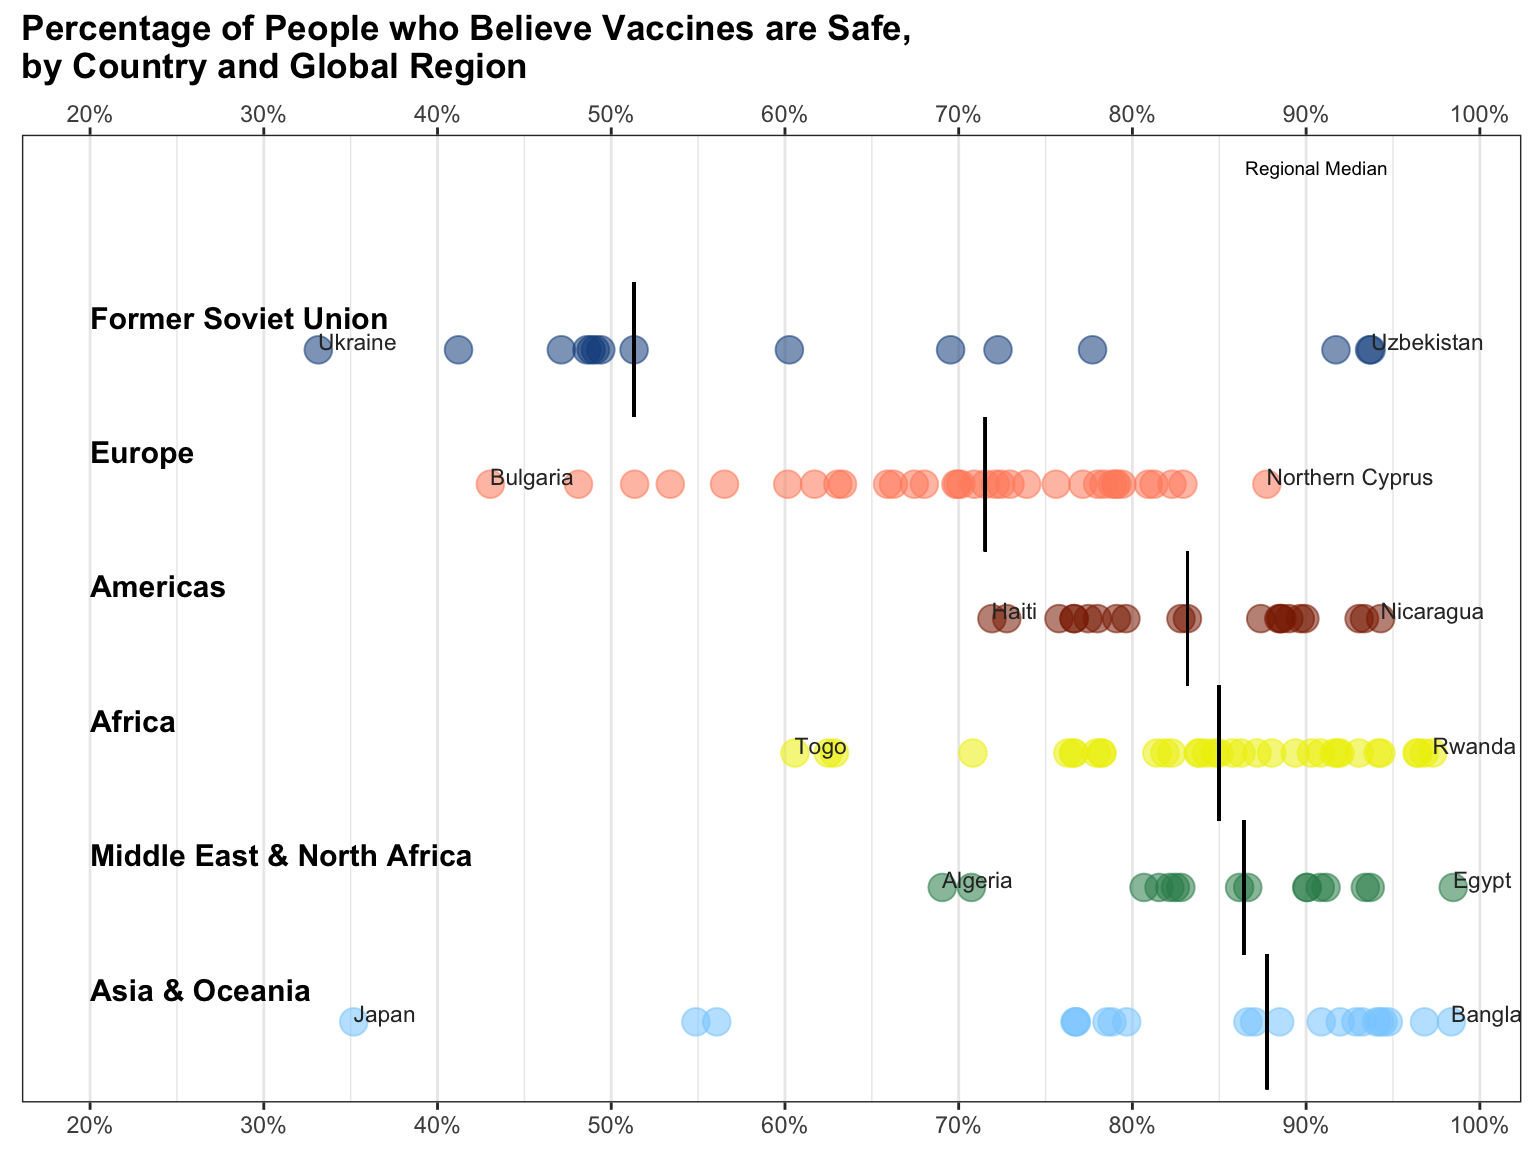 Percentage of People who Believe Vaccines are Safe,
by Country and Global Region
20% 30% 40% 50% 60% 70% 80% 90% 100%
Regional Median
Former Soviet Union
Ukraine Uzbekistan
Europe
Bulgaria Northern Cyprus
Americas
Haiti Nicaragua
Africa
Togo Rwanda
Middle East & North Africa
Algeria Egypt
Asia & Oceania
Japan Bangla
20% 30% 40% 50% 60% 70% 80% 90% 100%